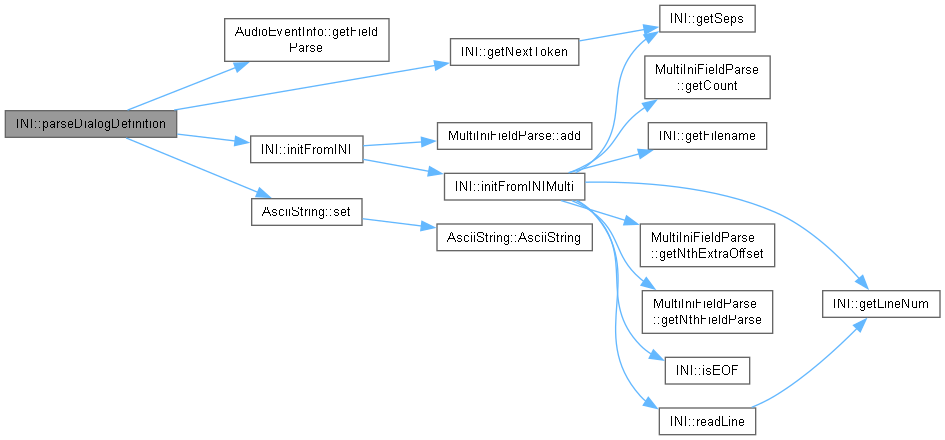 INI::parseDialogDefinition
AudioEventInfo::getField
Parse
INI::getNextToken
INI::initFromINI
AsciiString::set
MultiIniFieldParse::add
INI::initFromINIMulti
AsciiString::AsciiString
INI::getSeps
MultiIniFieldParse
::getCount
INI::getFilename
MultiIniFieldParse
::getNthExtraOffset
MultiIniFieldParse
::getNthFieldParse
INI::isEOF
INI::readLine
INI::getLineNum